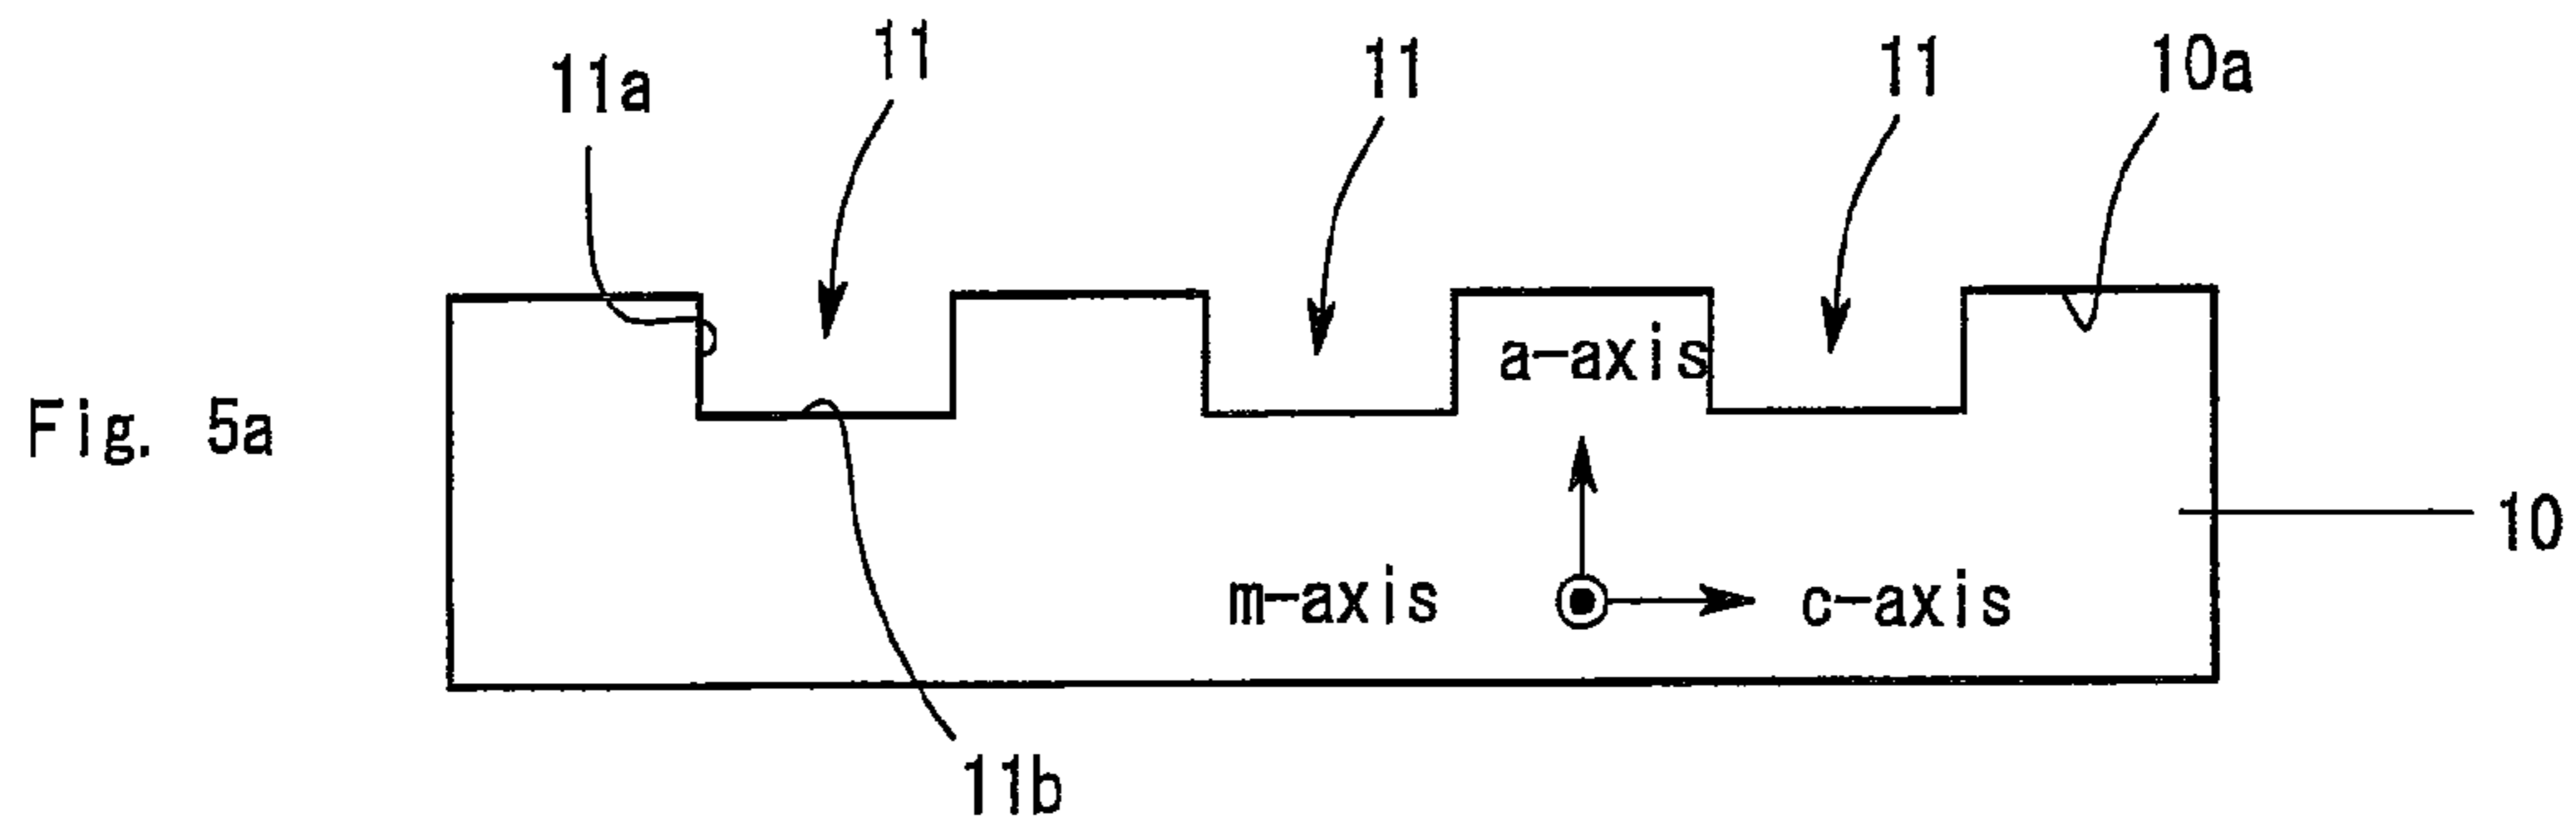 11a 11 11 11 10a
a-axis
Fig. 5a
10
m-axis c-axis
11b